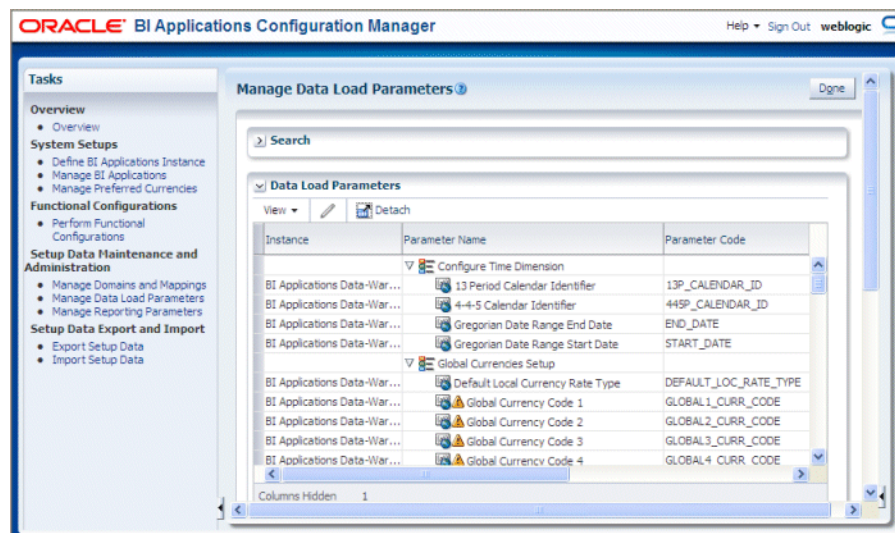 ORACLE BI Applications Configuration Manager
Help Sign Out weblogic
Tasks
Overview
Overview
System Setups
Define BI Applications Instance
Manage BI Applications
Manage Preferred Currencies
Functional Configurations
Perform Functional
Configurations
Setup Data Maintenance and
Administration
Manage Domains and Mappings
Manage Data Load Parameters
Manage Reporting Parameters
Setup Data Export and Import
Export Setup Data
Import Setup Data
Manage Data Load Parameters
Done
Search
Data Load Parameters
View Detach
Instance Parameter Name Parameter Code
Configure Time Dimension
BI Applications Data-War... 13 Period Calendar Identifier 13P_CALENDAR_ID
BI Applications Data-War... 4-4-5 Calendar Identifier 445P_CALENDAR_ID
BI Applications Data-War... Gregorian Date Range End Date END_DATE
BI Applications Data-War... Gregorian Date Range Start Date START_DATE
Global Currencies Setup
BI Applications Data-War... Default Local Currency Rate Type DEFAULT_LOC_RATE_TYPE
BI Applications Data-War... Global Currency Code 1 GLOBAL1_CURR_CODE
BI Applications Data-War... Global Currency Code 2 GLOBAL2_CURR_CODE
BI Applications Data-War... Global Currency Code 3 GLOBAL3_CURR_CODE
BI Applications Data-War... Global Currency Code 4 GLOBAL4_CURR_CODE
Columns Hidden 1